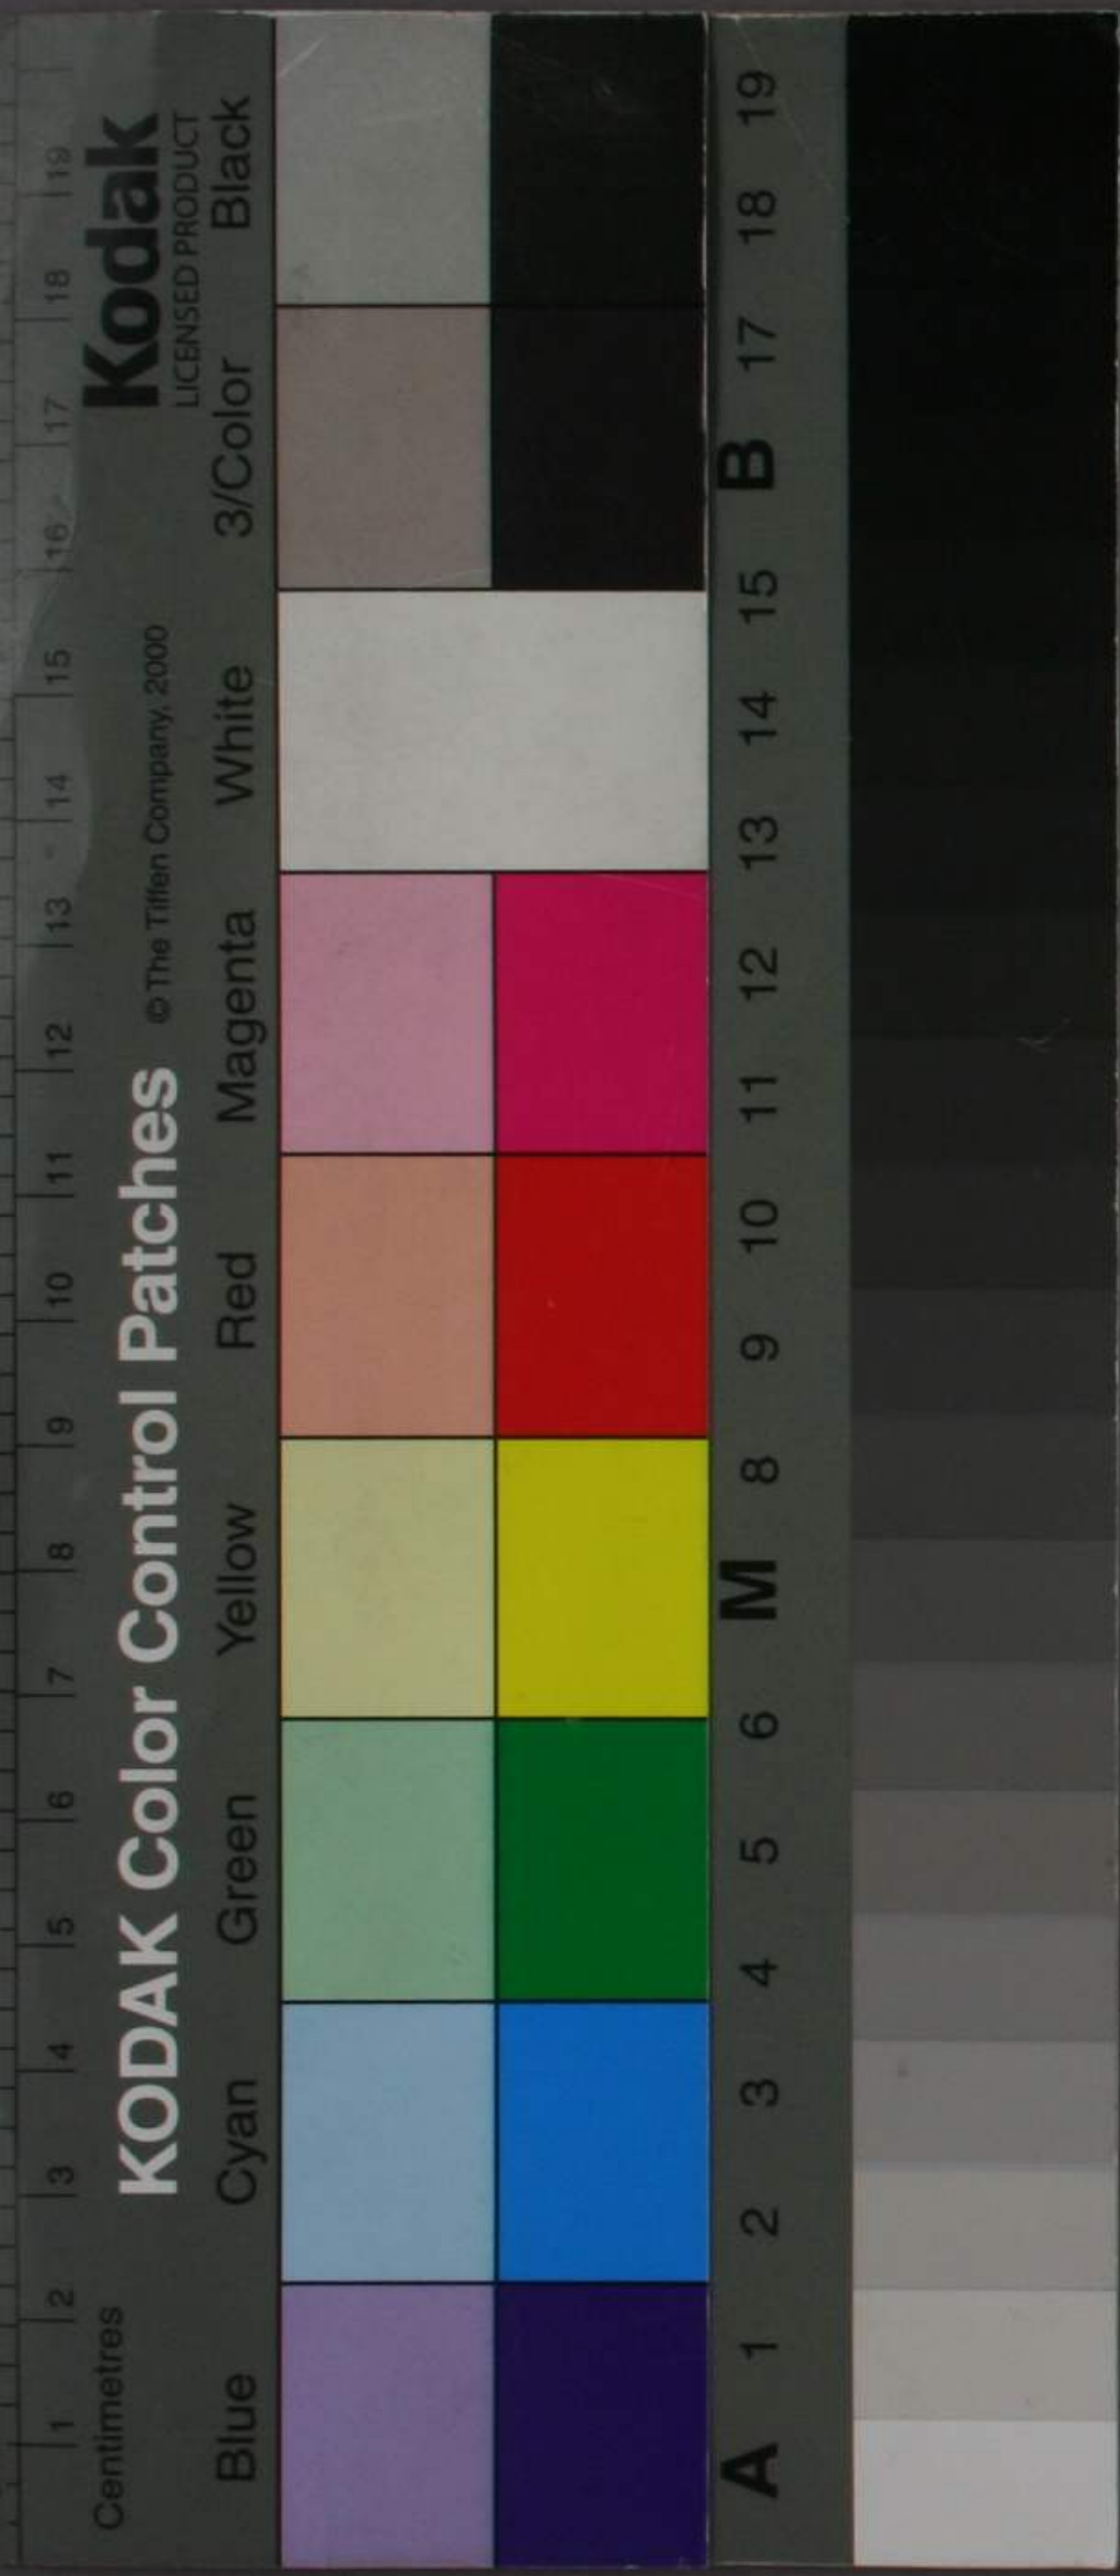 Centimetres
1 2 3 4 5 6 7 8 9 10 11 12 13 14 15 16 17 18 19
KODAK Color Control Patches © The Tiffen Company, 2000
Kodak
LICENSED PRODUCT
Blue Cyan Green Yellow Red Magenta White 3/Color Black
A 1 2 3 4 5 6 M 8 9 10 11 12 13 14 15 B 17 18 19